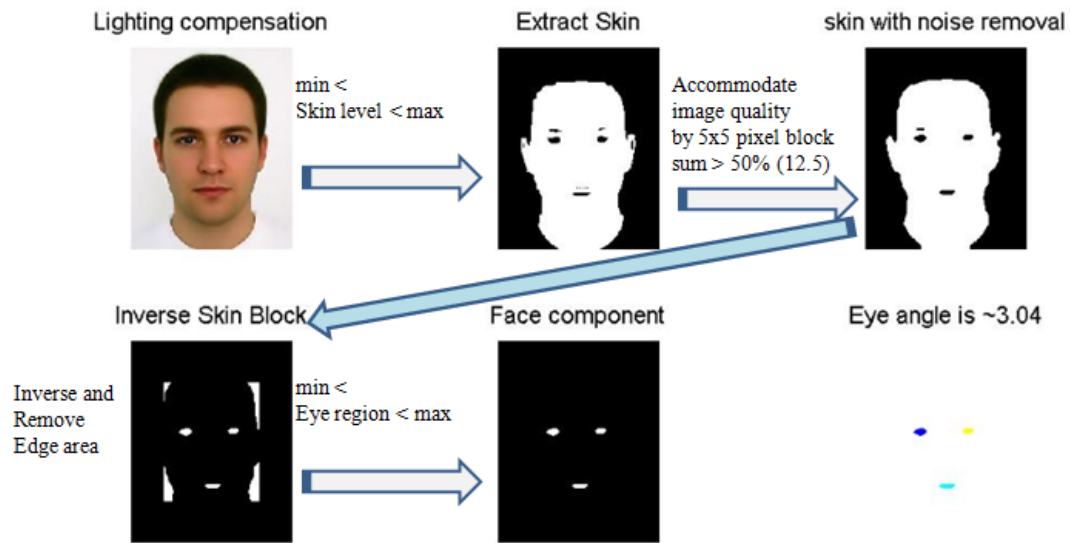 Lighting compensation
Extract Skin
skin with noise removal
min <
Skin level < max
Accommodate
image quality
by 5x5 pixel block
sum > 50% (12.5)
Inverse Skin Block
Face component
Eye angle is ~3.04
Inverse and
Remove
Edge area
min <
Eye region < max